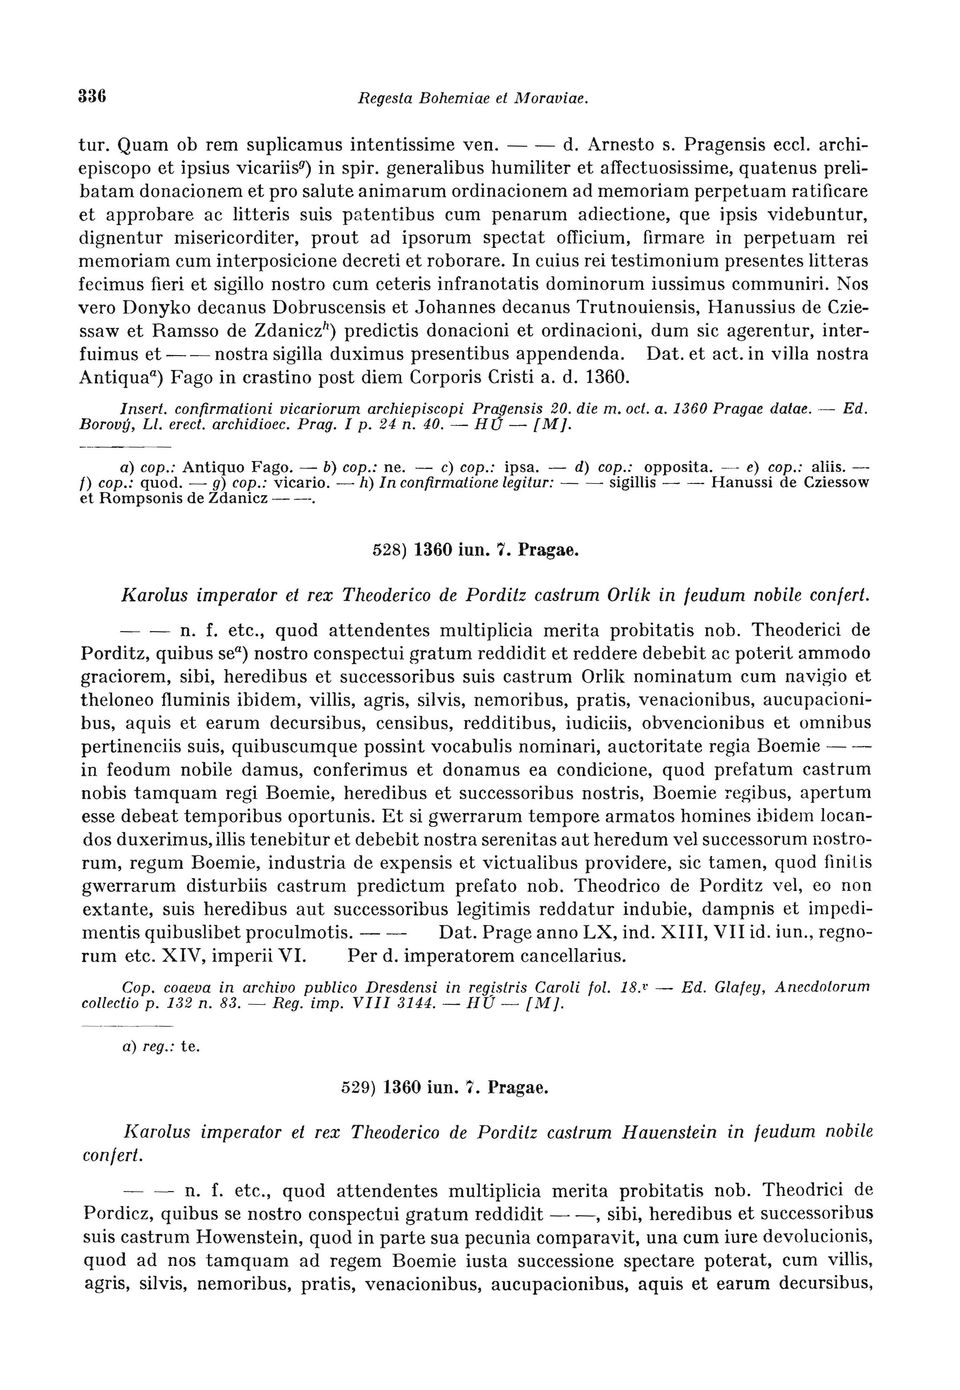 336
Regesta Bohemiae et Moraviae.
tur. Quam ob rem suplicamus intentissime ven. — — d. Arnesto s. Pragensis eccl. archi-
episcopo et ipsius vicariis g) in spir. generalibus humiliter et affectuosissime, quatenus preli-
batam donacionem et pro salute animarum ordinacionem ad memoriam perpetuam ratificare
et approbare ac litteris suis patentibus cum penarum adiectione, que ipsis videbuntur,
dignentur misericorditer, prout ad ipsorum spectat officium, firmare in perpetuam rei
memoriam cum interposicione decreti et roborare. In cuius rei testimonium presentes litteras
fecimus fieri et sigillo nostro cum ceteris infranotatis dominorum iussimus communiri. Nos
vero Donyko decanus Dobruscensis et Johannes decanus Trutnouiensis, Hanussius de Czie-
ssaw et Ramsso de Zdanicz h) predictis donacioni et ordinacioni, dum sic agerentur, inter-
fuimus et — — nostra sigilla duximus presentibus appendenda. Dat. et act. in villa nostra
Antiqua a) Fago in crastino post diem Corporis Cristi a. d. 1360.
Insert. confirmationi vicariorum archiepiscopi Pragensis 20. die m. oct. a. 1360 Pragae datae. — Ed.
Borový, Ll. erect. archidioec. Prag. I p. 24 n. 40. — HÚ — [M].
a) cop.: Antiquo Fago. — b) cop.: ne. — c) cop.: ipsa. — d) cop.: opposita. — e) cop.: aliis. —
f) cop.: quod. — g) cop.: vicario. — h) In confirmatione legitur: — — sigillis — — Hanussi de Cziessow
et Rompsonis de Zdanicz — —.
528) 1360 iun. 7. Pragae.
Karolus imperator et rex Theoderico de Porditz castrum Orlík in feudum nobile confert.
— — n. f. etc., quod attendentes multiplicia merita probitatis nob. Theoderici de
Porditz, quibus se a) nostro conspectui gratum reddidit et reddere debebit ac poterit ammodo
graciorem, sibi, heredibus et successoribus suis castrum Orlik nominatum cum navigio et
theloneo fluminis ibidem, villis, agris, silvis, nemoribus, pratis, venacionibus, aucupacioni-
bus, aquis et earum decursibus, censibus, redditibus, iudiciis, obvencionibus et omnibus
pertinenciis suis, quibuscumque possint vocabulis nominari, auctoritate regia Boemie — —
in feodum nobile damus, conferimus et donamus ea condicione, quod prefatum castrum
nobis tamquam regi Boemie, heredibus et successoribus nostris, Boemie regibus, apertum
esse debeat temporibus oportunis. Et si gwerrarum tempore armatos homines ibidem locan-
dos duxerimus, illis tenebitur et debebit nostra serenitas aut heredum vel successorum nostro-
rum, regum Boemie, industria de expensis et victualibus providere, sic tamen, quod finitis
gwerrarum disturbiis castrum predictum prefato nob. Theodrico de Porditz vel, eo non
extante, suis heredibus aut successoribus legitimis reddatur indubie, dampnis et impedi-
mentis quibuslibet proculmotis. — — Dat. Prage anno LX, ind. XIII, VII id. iun., regno-
rum etc. XIV, imperii VI. Per d. imperatorem cancellarius.
Cop. coaeva in archivo publico Dresdensi in registris Caroli fol. 18.v — Ed. Glafey, Anecdotorum
collectio p. 132 n. 83. — Reg. imp. VIII 3144. — HÚ — [M].
a) reg.: te.
529) 1360 iun. 7. Pragae.
Karolus imperator et rex Theoderico de Porditz castrum Hauenstein in feudum nobile
confert.
— — n. f. etc., quod attendentes multiplicia merita probitatis nob. Theodrici de
Pordicz, quibus se nostro conspectui gratum reddidit — —, sibi, heredibus et successoribus
suis castrum Howenstein, quod in parte sua pecunia comparavit, una cum iure devolucionis,
quod ad nos tamquam ad regem Boemie iusta successione spectare poterat, cum villis,
agris, silvis, nemoribus, pratis, venacionibus, aucupacionibus, aquis et earum decursibus,